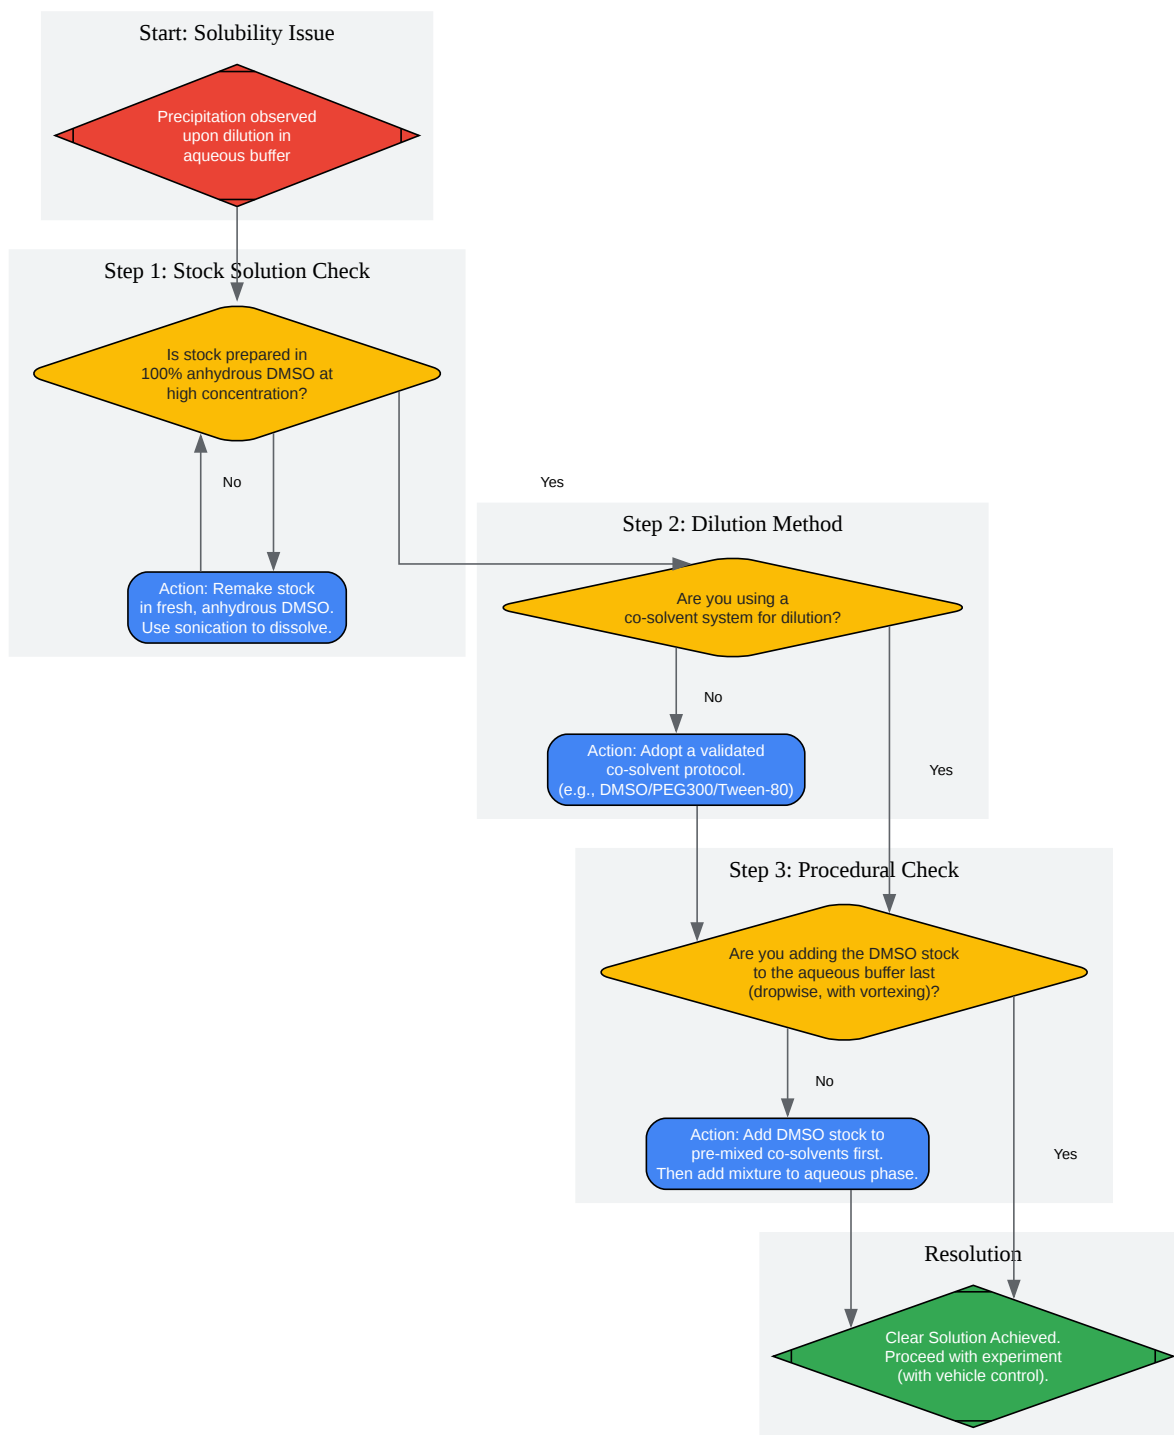 Start: Solubility Issue
Precipitation observed
upon dilution in
aqueous buffer
Step 1: Stock Solution Check
Is stock prepared in
100% anhydrous DMSO at
high concentration?
No
Yes
Action: Remake stock
in fresh, anhydrous DMSO.
Use sonication to dissolve.
Step 2: Dilution Method
Are you using a
co-solvent system for dilution?
No
Yes
Action: Adopt a validated
co-solvent protocol.
(e.g., DMSO/PEG300/Tween-80)
Step 3: Procedural Check
Are you adding the DMSO stock
to the aqueous buffer last
(dropwise, with vortexing)?
No
Yes
Action: Add DMSO stock to
pre-mixed co-solvents first.
Then add mixture to aqueous phase.
Resolution
Clear Solution Achieved.
Proceed with experiment
(with vehicle control).